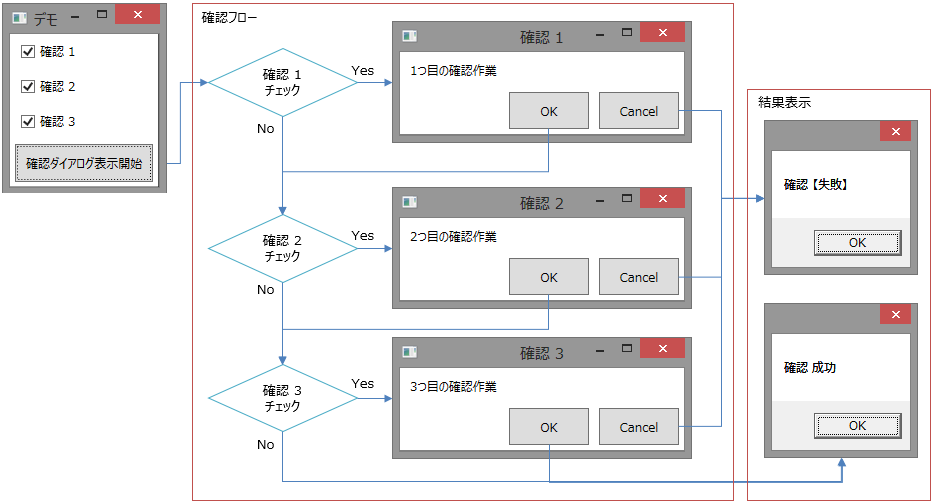 デモ
確認 1
確認 2
確認 3
確認ダイアログ表示開始
確認フロー
確認 1
チェック
Yes
No
確認 1
1つ目の確認作業
OK
Cancel
確認 2
チェック
Yes
No
確認 2
2つ目の確認作業
OK
Cancel
確認 3
チェック
Yes
No
確認 3
3つ目の確認作業
OK
Cancel
結果表示
確認【失敗】
OK
確認 成功
OK